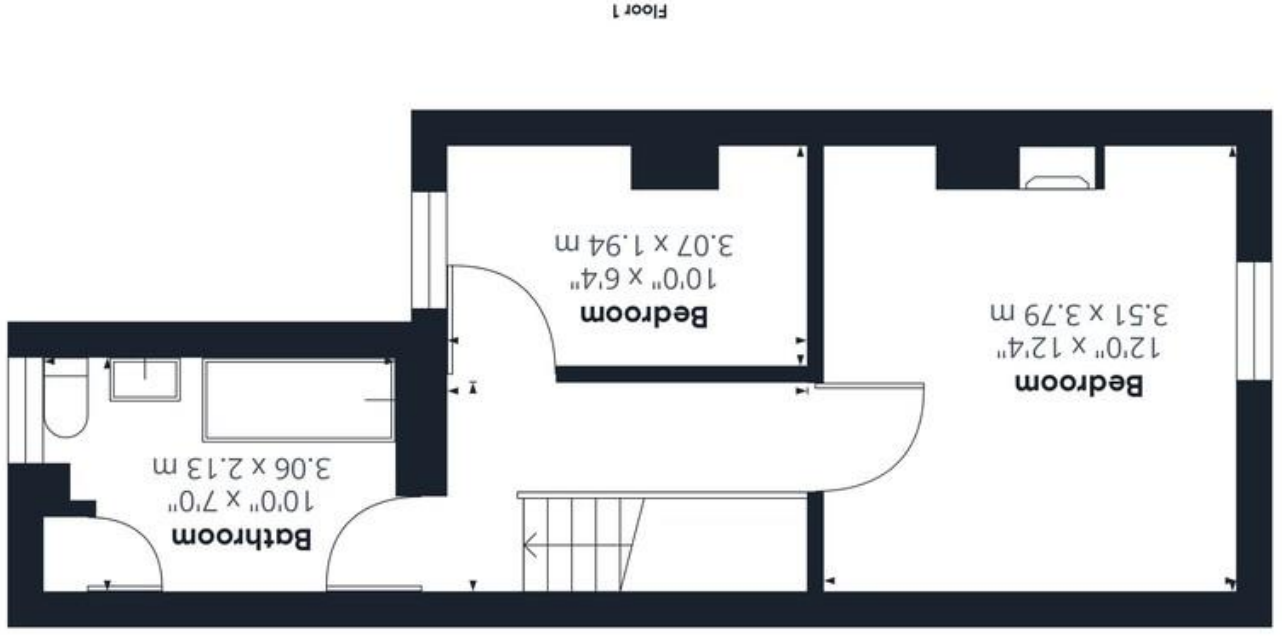 Bathroom
10'0" x 7'0"
3.06 x 2.13 m
Bedroom
12'0" x 12'4"
3.51 x 3.79 m
Bedroom
10'0" x 6'4"
3.07 x 1.94 m
Floor 1